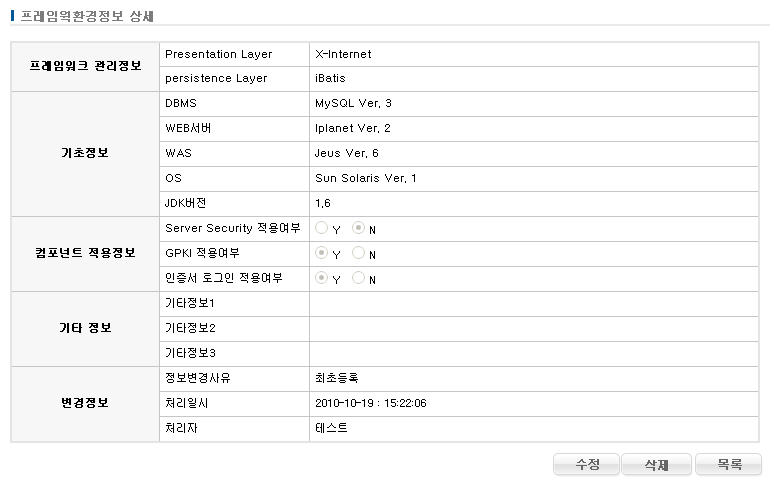 프레임웍환경정보 상세
프레임워크 관리정보
Presentation Layer X-Internet
persistence Layer iBatis
기초정보
DBMS MySQL Ver. 3
WEB서버 Iplanet Ver. 2
WAS Jeus Ver. 6
OS Sun Solaris Ver. 1
JDK버전 1.6
컴포넌트 적용정보
Server Security 적용여부 Y N
GPKI 적용여부 Y N
인증서 로그인 적용여부 Y N
기타 정보
기타정보1
기타정보2
기타정보3
변경정보
정보변경사유 최초등록
처리일시 2010-10-19 : 15:22:06
처리자 테스트
수정 삭제 목록